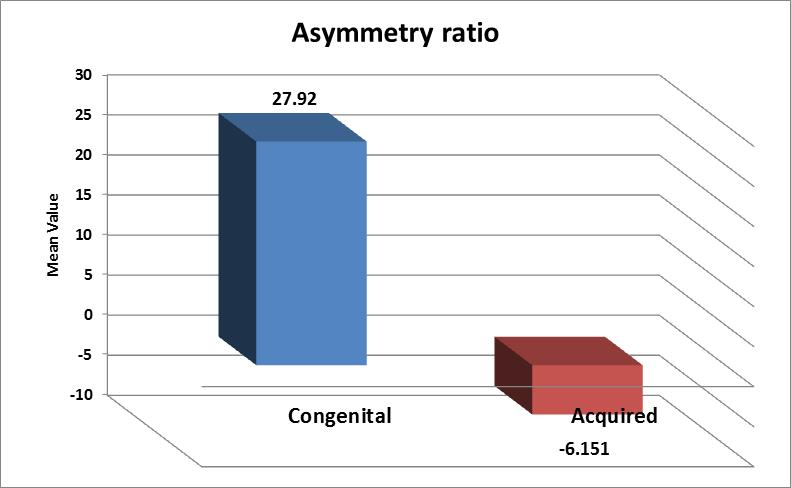 Asymmetry ratio
30
25
20
15
10
5
0
-5
-10
Mean Value
27.92
Congenital
Acquired
-6.151